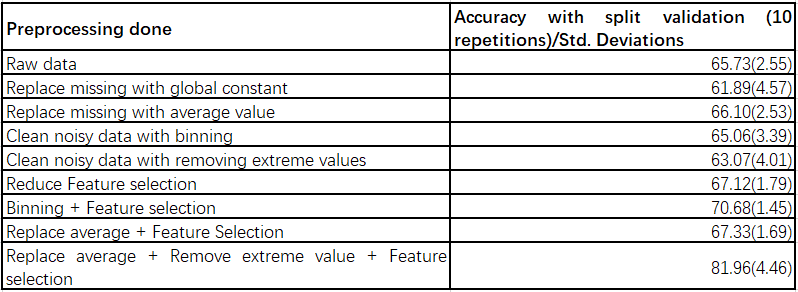 Preprocessing done
Accuracy with split validation (10
repetitions)/Std. Deviations
Raw data 65.73(2.55)
Replace missing with global constant 61.89(4.57)
Replace missing with average value 66.10(2.53)
Clean noisy data with binning 65.06(3.39)
Clean noisy data with removing extreme values 63.07(4.01)
Reduce Feature selection 67.12(1.79)
Binning + Feature selection 70.68(1.45)
Replace average + Feature Selection 67.33(1.69)
Replace average + Remove extreme value + Feature
selection 81.96(4.46)